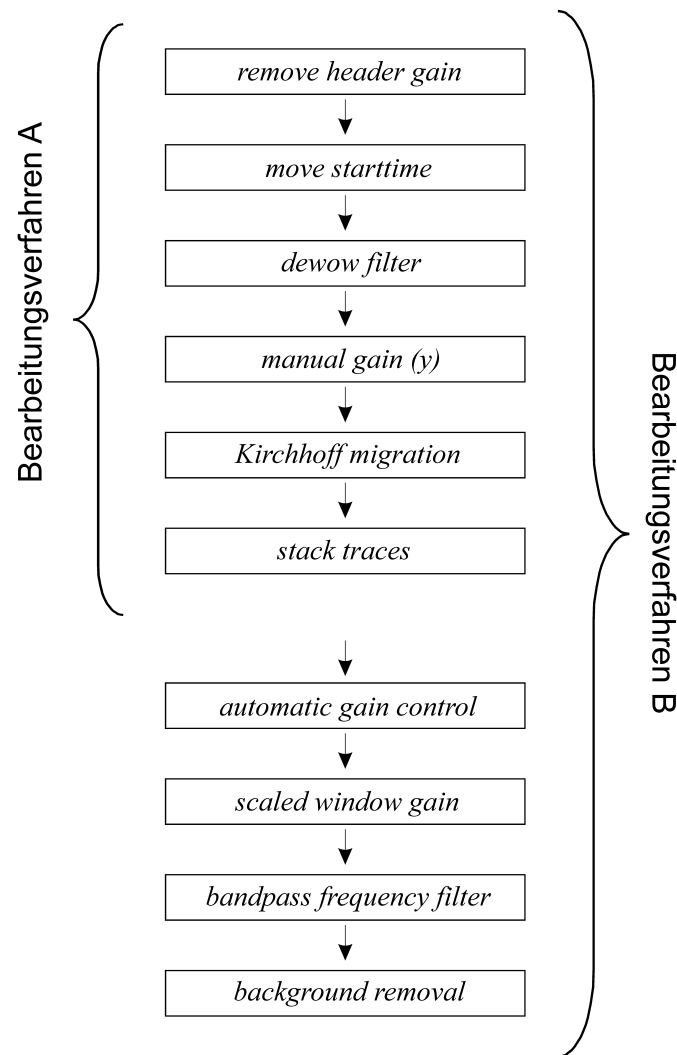 Bearbeitungsverfahren A
remove header gain
move starttime
dewow filter
manual gain (y)
Kirchhoff migration
stack traces
automatic gain control
scaled window gain
bandpass frequency filter
background removal
Bearbeitungsverfahren B